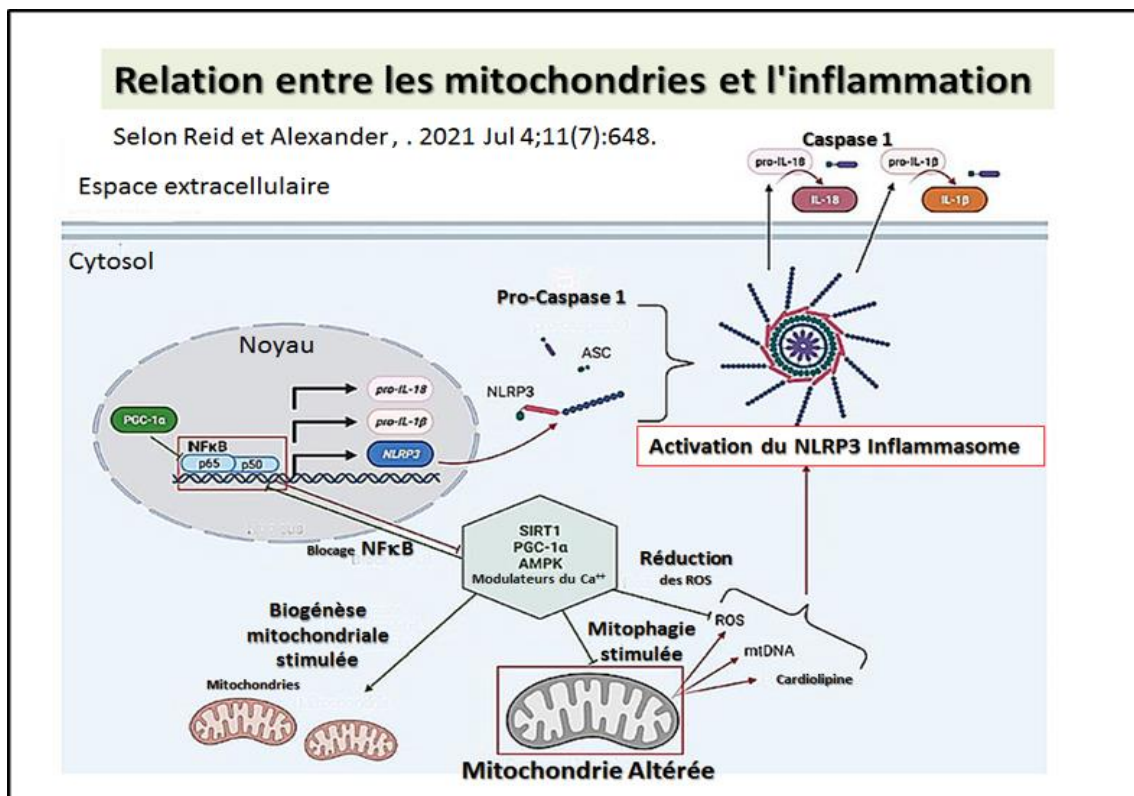 Relation entre les mitochondries et l'inflammation
Selon Reid et Alexander, . 2021 Jul 4;11(7):648.
Espace extracellulaire
Caspase 1
pro-IL-18
pro-IL-1β
IL-18
IL-1β
Cytosol
Pro-Caspase 1
ASC
NLRP3
Noyau
pro-IL-18
pro-IL-1β
NLRP3
PGC-1α
NFκB
p65
p50
Activation du NLRP3 Inflammasome
Blocage NFκB
SIRT1
PGC-1α
AMPK
Modulateurs du Ca⁺⁺
Réduction
des ROS
Biogénèse
mitochondriale
stimulée
Mitophagie
stimulée
ROS
mtDNA
Cardiolipine
Mitochondries
Mitochondrie Altérée